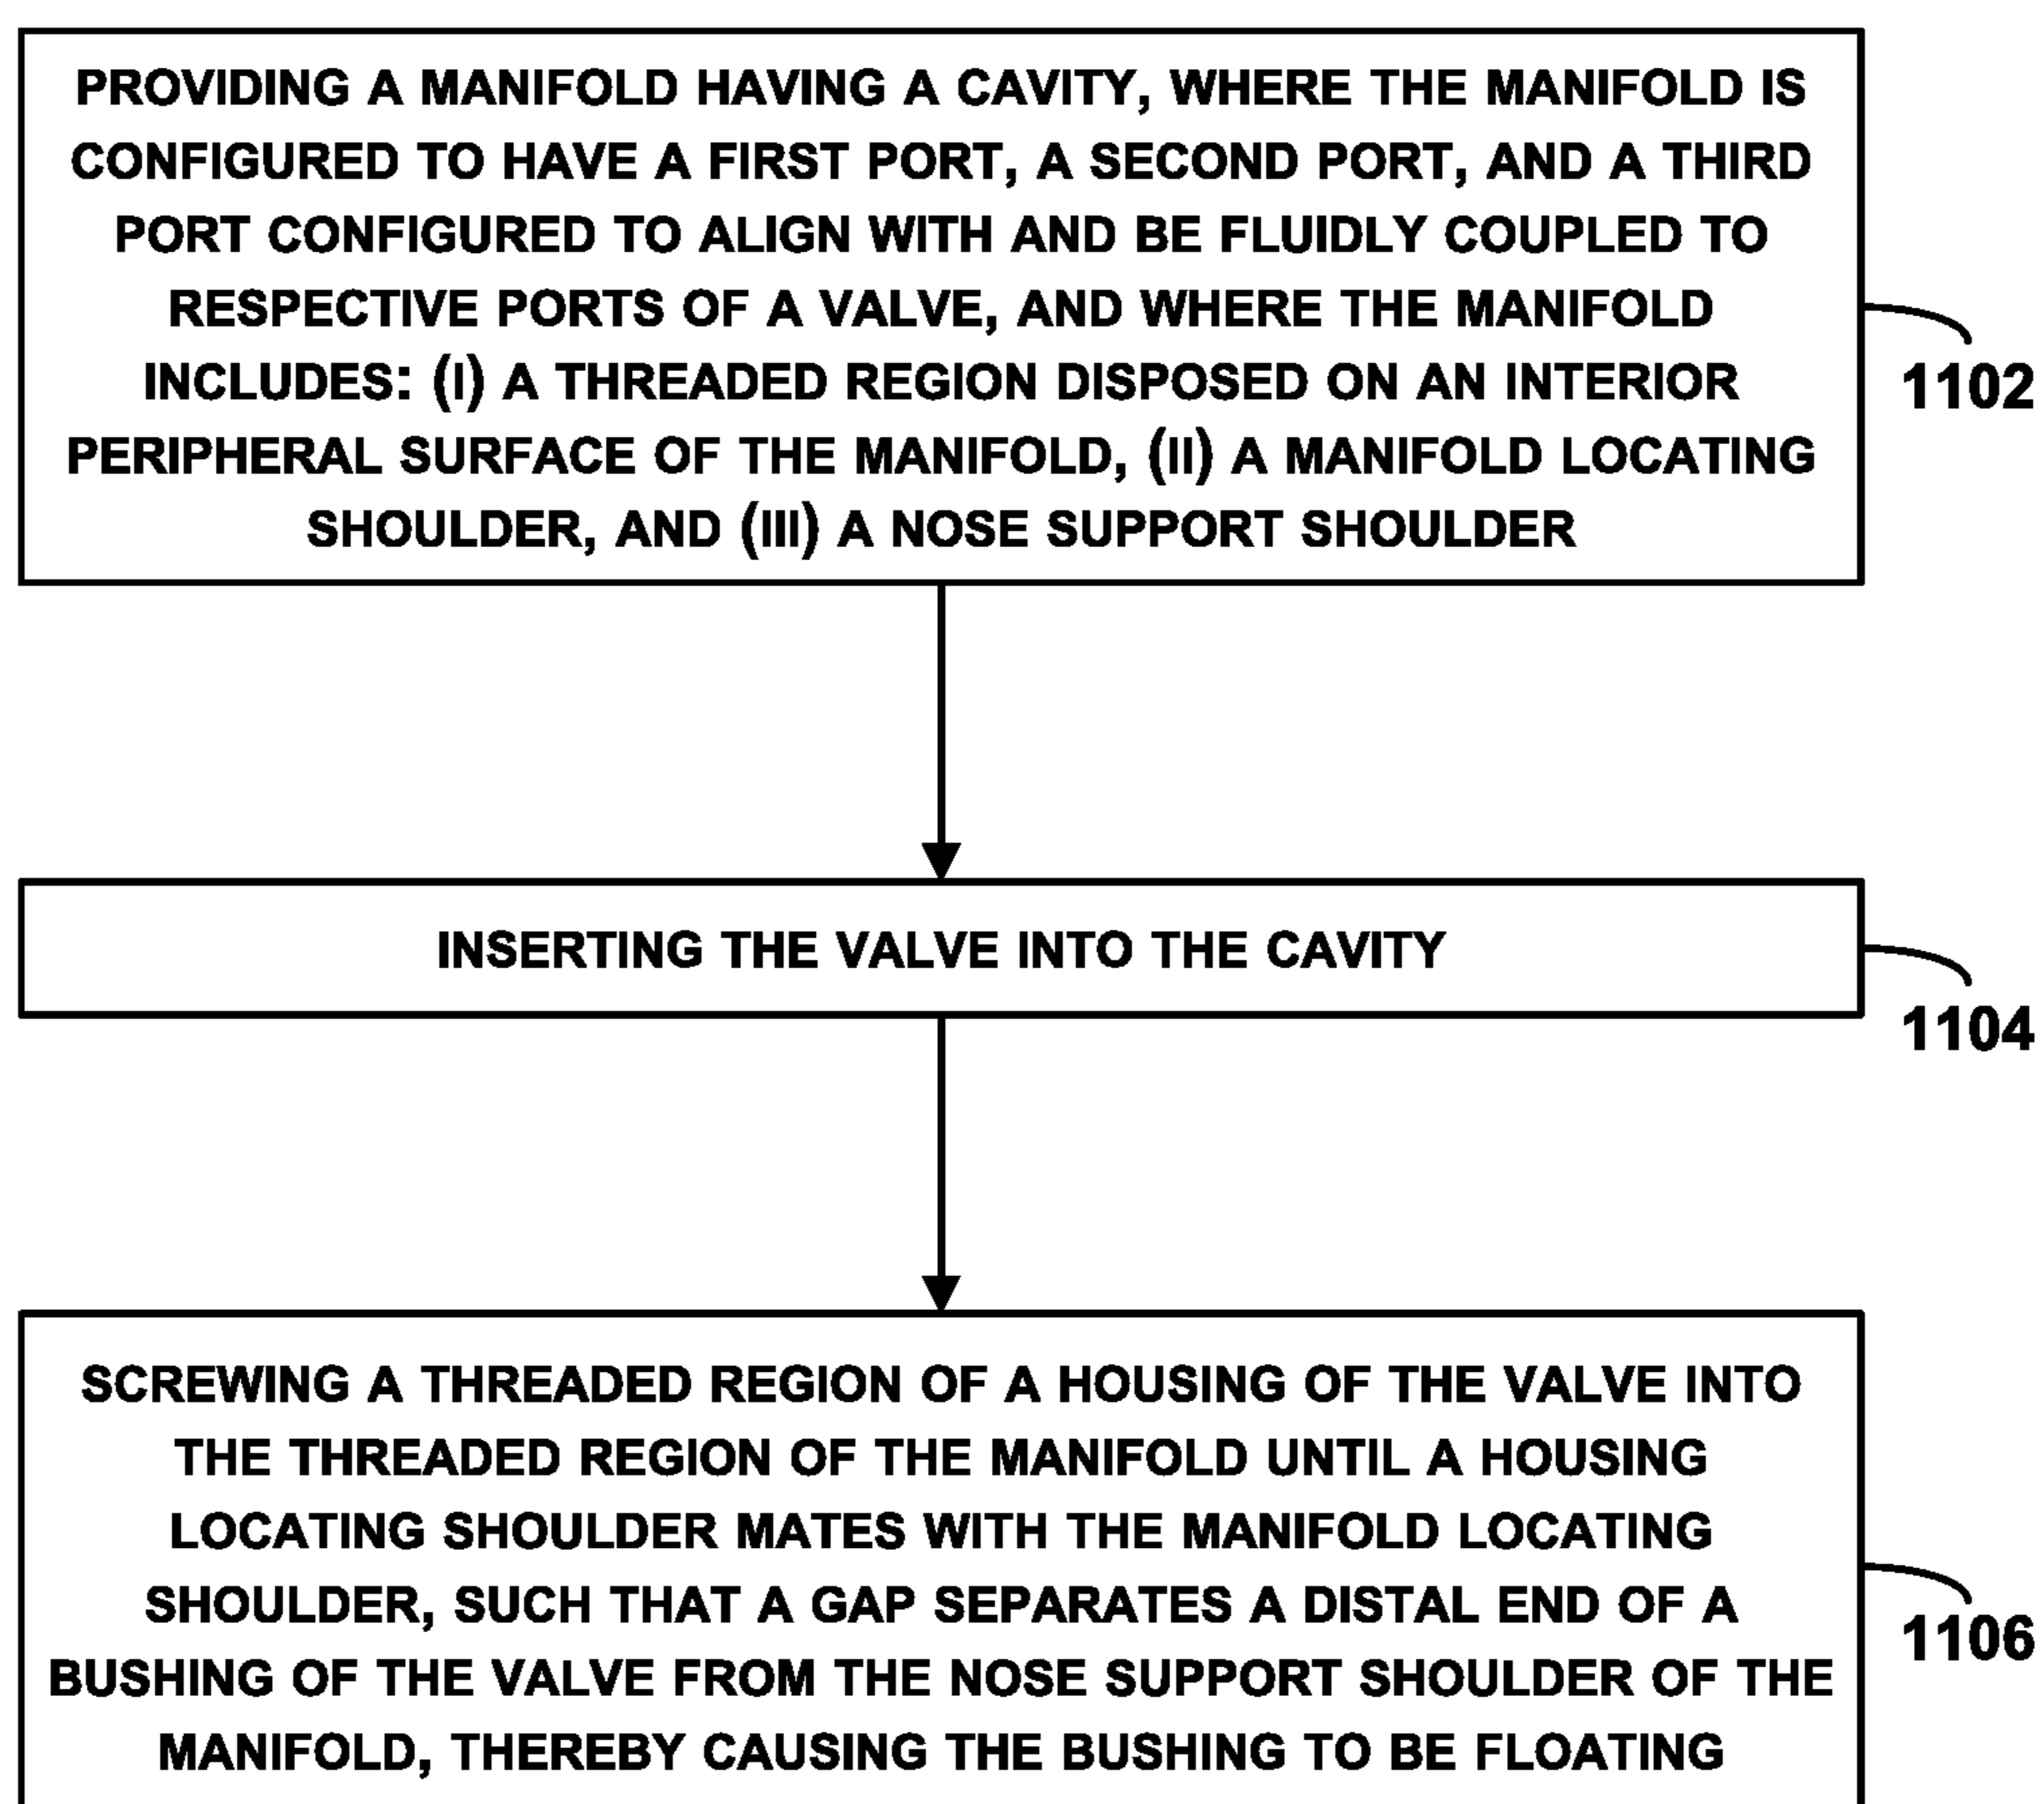 PROVIDING A MANIFOLD HAVING A CAVITY, WHERE THE MANIFOLD IS
CONFIGURED TO HAVE A FIRST PORT, A SECOND PORT, AND A THIRD
PORT CONFIGURED TO ALIGN WITH AND BE FLUIDLY COUPLED TO
RESPECTIVE PORTS OF A VALVE, AND WHERE THE MANIFOLD
INCLUDES: (I) A THREADED REGION DISPOSED ON AN INTERIOR
PERIPHERAL SURFACE OF THE MANIFOLD, (II) A MANIFOLD LOCATING
SHOULDER, AND (III) A NOSE SUPPORT SHOULDER
1102
INSERTING THE VALVE INTO THE CAVITY
1104
SCREWING A THREADED REGION OF A HOUSING OF THE VALVE INTO
THE THREADED REGION OF THE MANIFOLD UNTIL A HOUSING
LOCATING SHOULDER MATES WITH THE MANIFOLD LOCATING
SHOULDER, SUCH THAT A GAP SEPARATES A DISTAL END OF A
BUSHING OF THE VALVE FROM THE NOSE SUPPORT SHOULDER OF THE
MANIFOLD, THEREBY CAUSING THE BUSHING TO BE FLOATING
1106